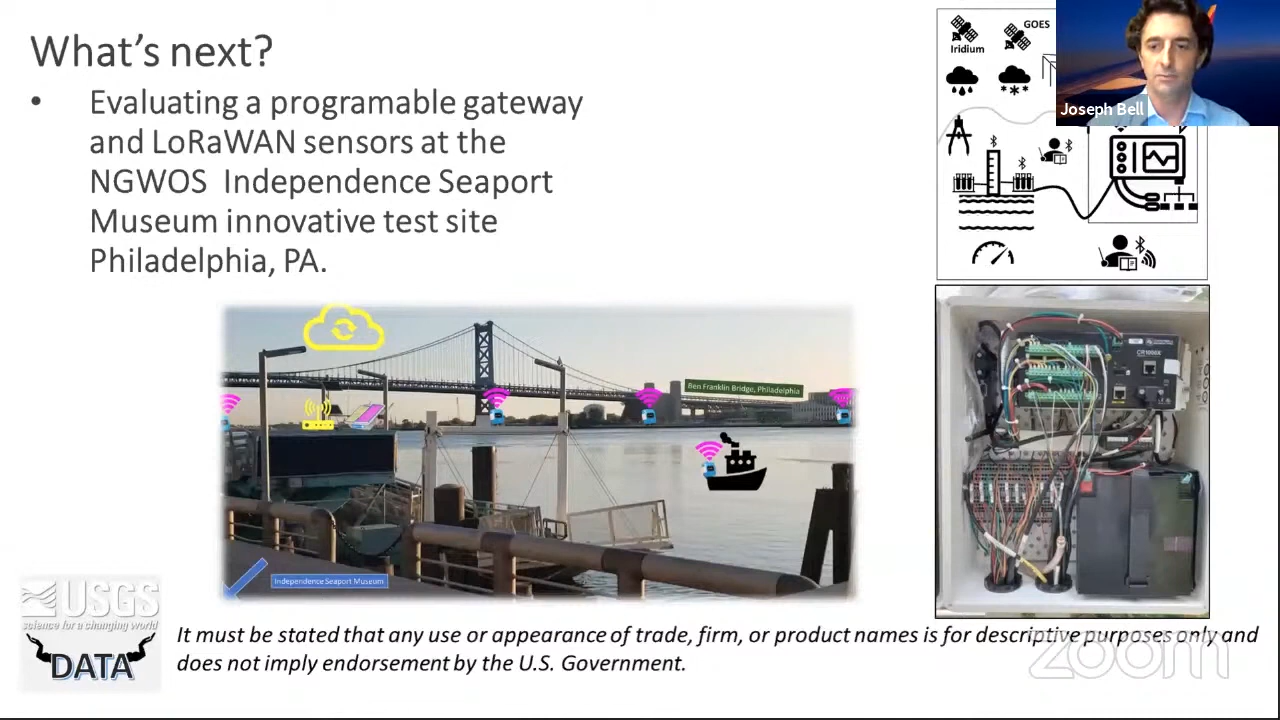 What's next?
• Evaluating a programable gateway
and LoRaWAN sensors at the
NGWOS Independence Seaport
Museum innovative test site
Philadelphia, PA.
Iridium
GOES
Joseph Bell
Ben Franklin Bridge, Philadelphia
CR1000X
Independence Seaport Museum
USGS
science for a changing world
DATA
It must be stated that any use or appearance of trade, firm, or product names is for descriptive purposes only and
does not imply endorsement by the U.S. Government.
zoom